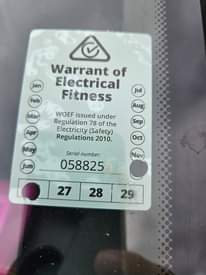 Warrant of
Electrical
Fitness
Jan
Feb
Mar
Apr
May
Jun
Jul
Aug
Sep
Oct
Nov
WOEF issued under
Regulation 78 of the
Electricity (Safety)
Regulations 2010.
Serial number:
058825
27 28 29